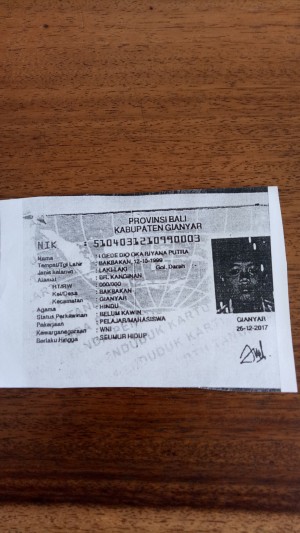 PROVINSI BALI
KABUPATEN GIANYAR
NIK : 5104031210990003
Nama : I GEDE DIO OKA RUYANA PUTRA
Tempat/Tgl Lahir : BAKBAKAN, 12-10-1999
Jenis kelamin : LAKI-LAKI Gol. Darah
Alamat : BR. KANGINAN
RT/RW : 000/000
Kel/Desa : BAKBAKAN
Kecamatan : GIANYAR
Agama : HINDU
Status Perkawinan : BELUM KAWIN
Pekerjaan : PELAJAR/MAHASISWA
Kewarganegaraan : WNI
Berlaku Hingga : SEUMUR HIDUP
GIANYAR
26-12-2017